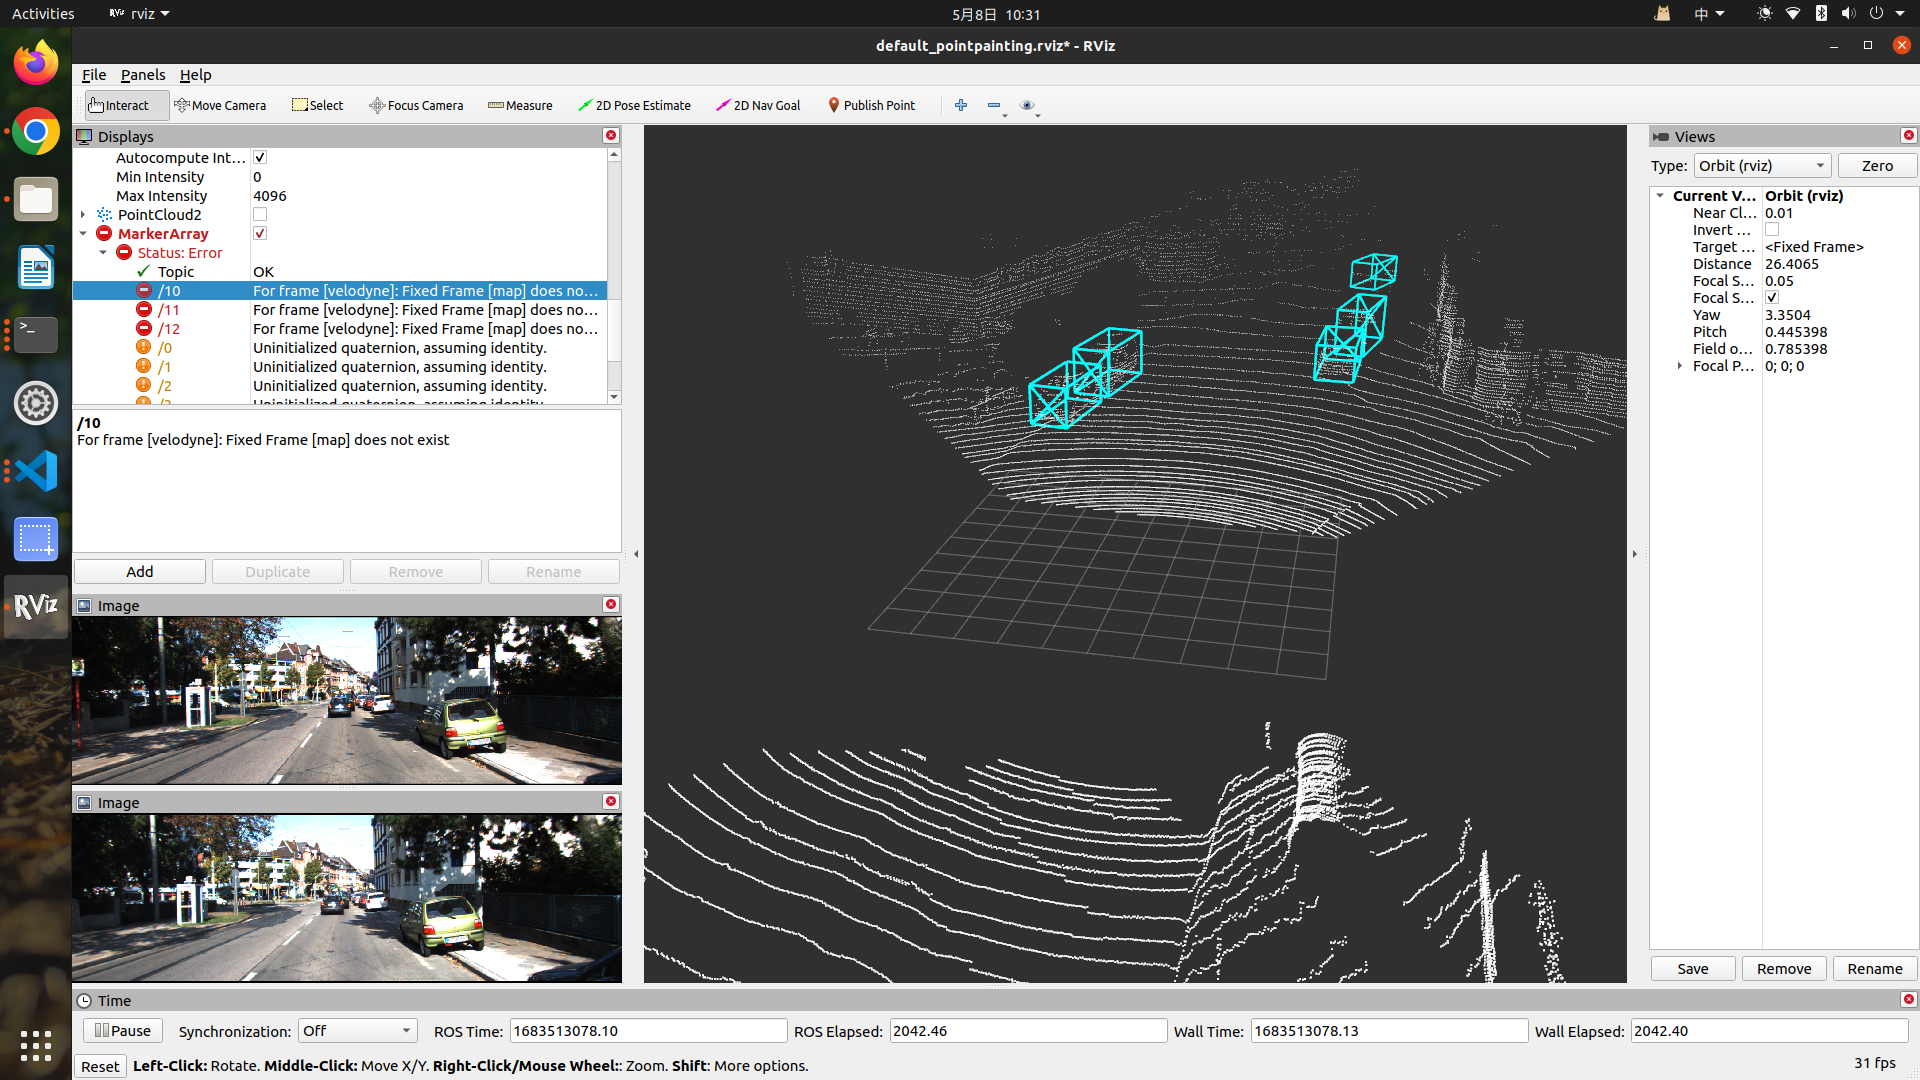 Activities
RViz rviz
5月8日 10:31
中
default_pointpainting.rviz* - RViz
File Panels Help
Interact Move Camera Select Focus Camera Measure 2D Pose Estimate 2D Nav Goal Publish Point
Displays
Autocompute Int...
Min Intensity 0
Max Intensity 4096
PointCloud2
MarkerArray
Status: Error
Topic OK
/10 For frame [velodyne]: Fixed Frame [map] does no...
/11 For frame [velodyne]: Fixed Frame [map] does no...
/12 For frame [velodyne]: Fixed Frame [map] does no...
/0 Uninitialized quaternion, assuming identity.
/1 Uninitialized quaternion, assuming identity.
/2 Uninitialized quaternion, assuming identity.
/10
For frame [velodyne]: Fixed Frame [map] does not exist
Add Duplicate Remove Rename
Image
Image
RViz
Views
Type: Orbit (rviz) Zero
Current V... Orbit (rviz)
Near Cl... 0.01
Invert ...
Target ... <Fixed Frame>
Distance 26.4065
Focal S... 0.05
Focal S...
Yaw 3.3504
Pitch 0.445398
Field o... 0.785398
Focal P... 0; 0; 0
Save Remove Rename
Time
Pause Synchronization: Off ROS Time: 1683513078.10 ROS Elapsed: 2042.46 Wall Time: 1683513078.13 Wall Elapsed: 2042.40
Reset Left-Click: Rotate. Middle-Click: Move X/Y. Right-Click/Mouse Wheel:: Zoom. Shift: More options.
31 fps